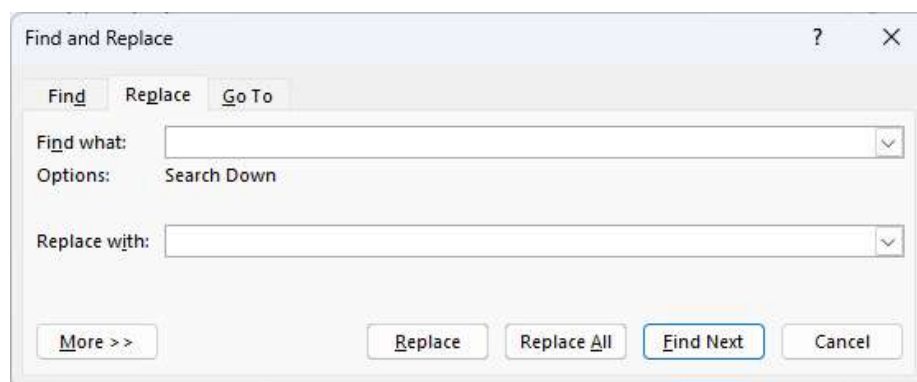 Find and Replace ?
Find Replace Go To
Find what:
Options: Search Down
Replace with:
More >> Replace Replace All Find Next Cancel